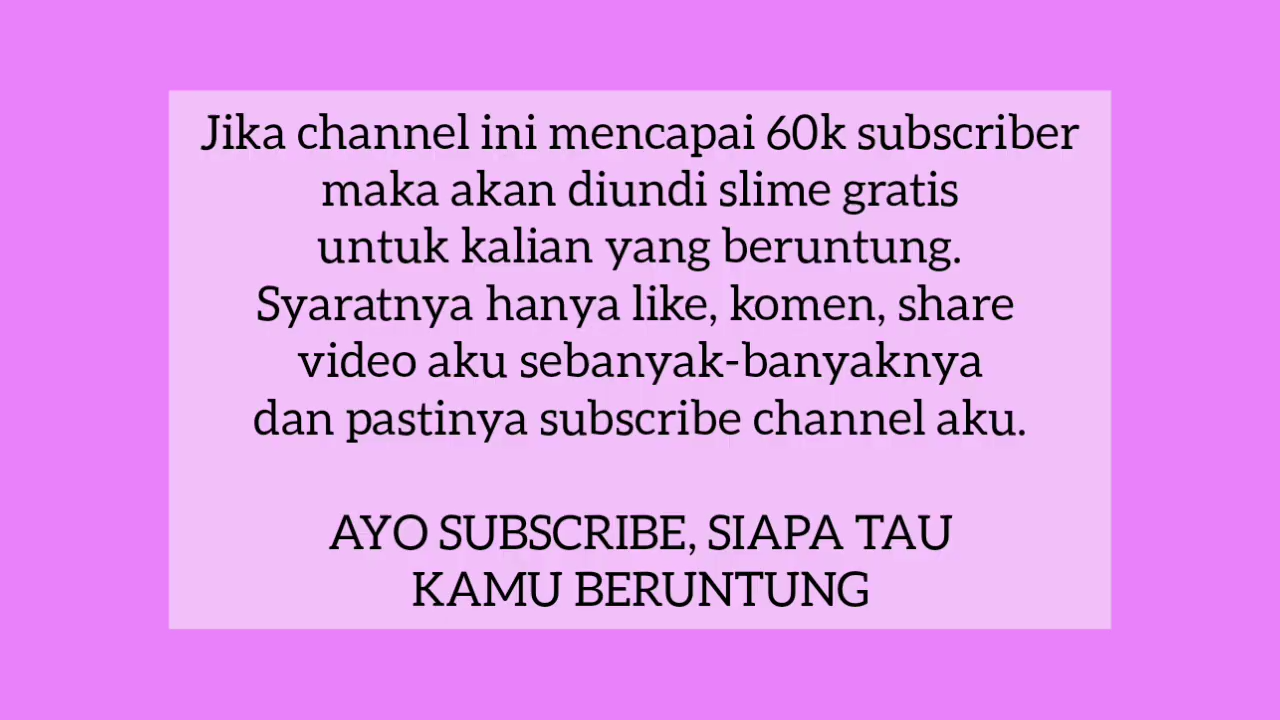 Jika channel ini mencapai 60k subscriber
maka akan diundi slime gratis
untuk kalian yang beruntung.
Syaratnya hanya like, komen, share
video aku sebanyak-banyaknya
dan pastinya subscribe channel aku.
AYO SUBSCRIBE, SIAPA TAU
KAMU BERUNTUNG